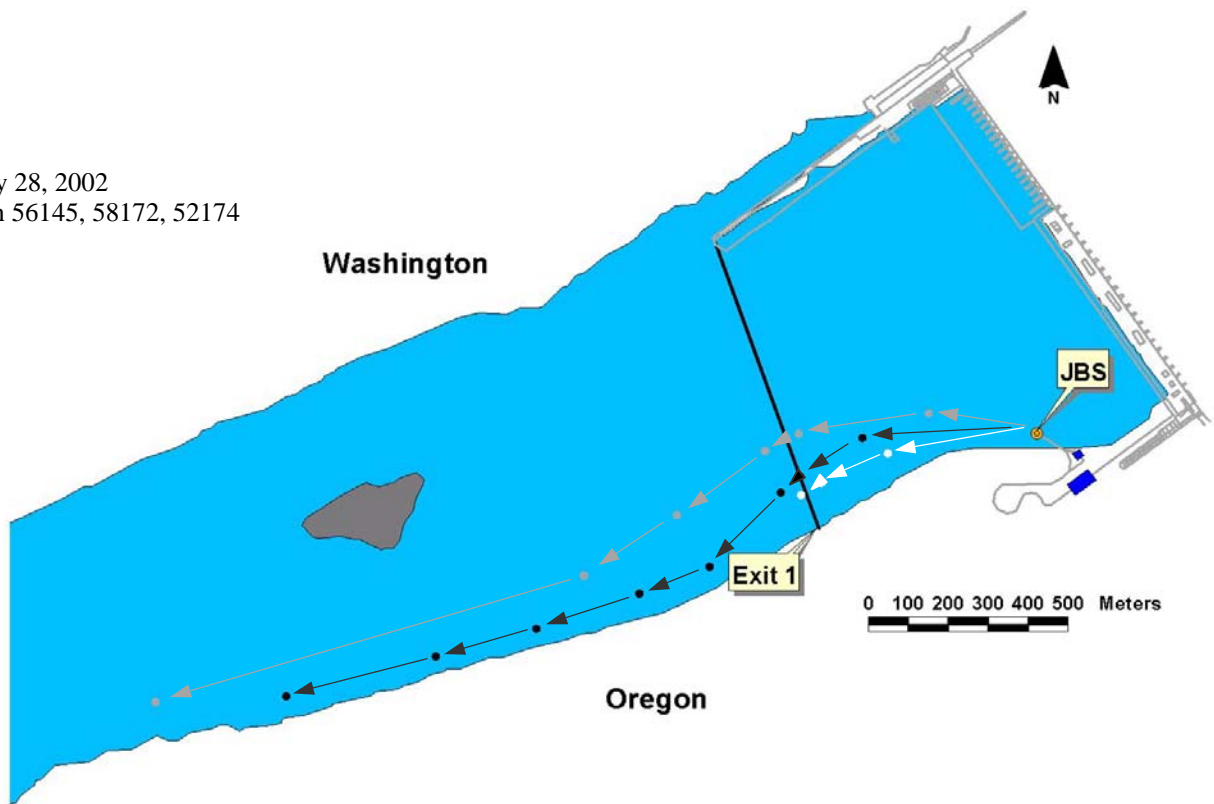 y 28, 2002
n 56145, 58172, 52174
N
Washington
JBS
Exit 1
0 100 200 300 400 500 Meters
Oregon